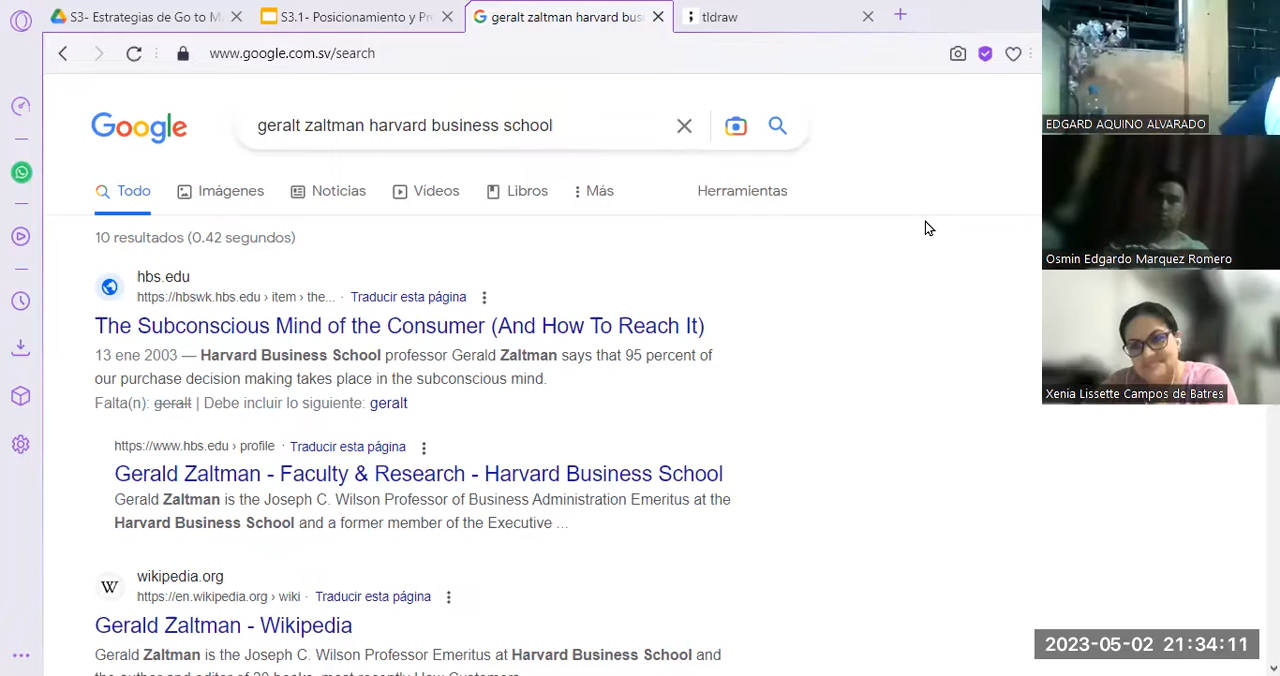 S3- Estrategias de Go to M
S3.1- Posicionamiento y Pr
geralt zaltman harvard bus
tldraw
www.google.com.sv/search
Google
geralt zaltman harvard business school
Todo
Imágenes
Noticias
Vídeos
Libros
Más
Herramientas
10 resultados (0.42 segundos)
hbs.edu
https://hbswk.hbs.edu › item › the... · Traducir esta página
The Subconscious Mind of the Consumer (And How To Reach It)
13 ene 2003 — Harvard Business School professor Gerald Zaltman says that 95 percent of
our purchase decision making takes place in the subconscious mind.
Falta(n): geralt | Debe incluir lo siguiente: geralt
https://www.hbs.edu › profile · Traducir esta página
Gerald Zaltman - Faculty & Research - Harvard Business School
Gerald Zaltman is the Joseph C. Wilson Professor of Business Administration Emeritus at the
Harvard Business School and a former member of the Executive ...
W
wikipedia.org
https://en.wikipedia.org › wiki · Traducir esta página
Gerald Zaltman - Wikipedia
Gerald Zaltman is the Joseph C. Wilson Professor Emeritus at Harvard Business School and
EDGARD AQUINO ALVARADO
Osmin Edgardo Marquez Romero
Xenia Lissette Campos de Batres
2023-05-02 21:34:11